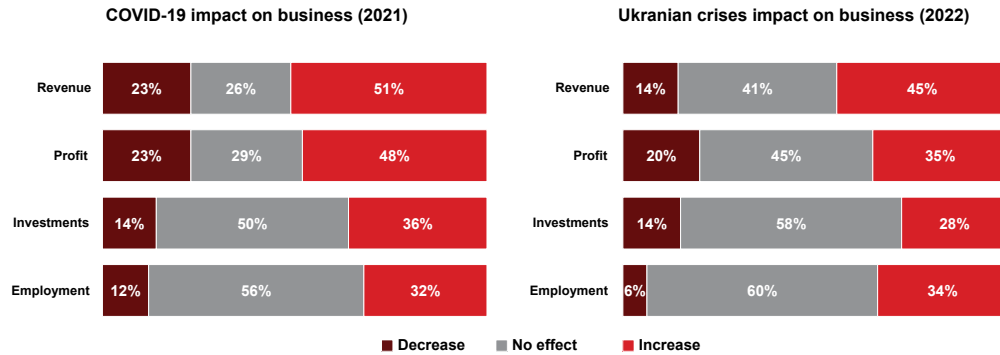 COVID-19 impact on business (2021)
Revenue 23% 26% 51%
Profit 23% 29% 48%
Investments 14% 50% 36%
Employment 12% 56% 32%
Ukranian crises impact on business (2022)
Revenue 14% 41% 45%
Profit 20% 45% 35%
Investments 14% 58% 28%
Employment 6% 60% 34%
Decrease No effect Increase